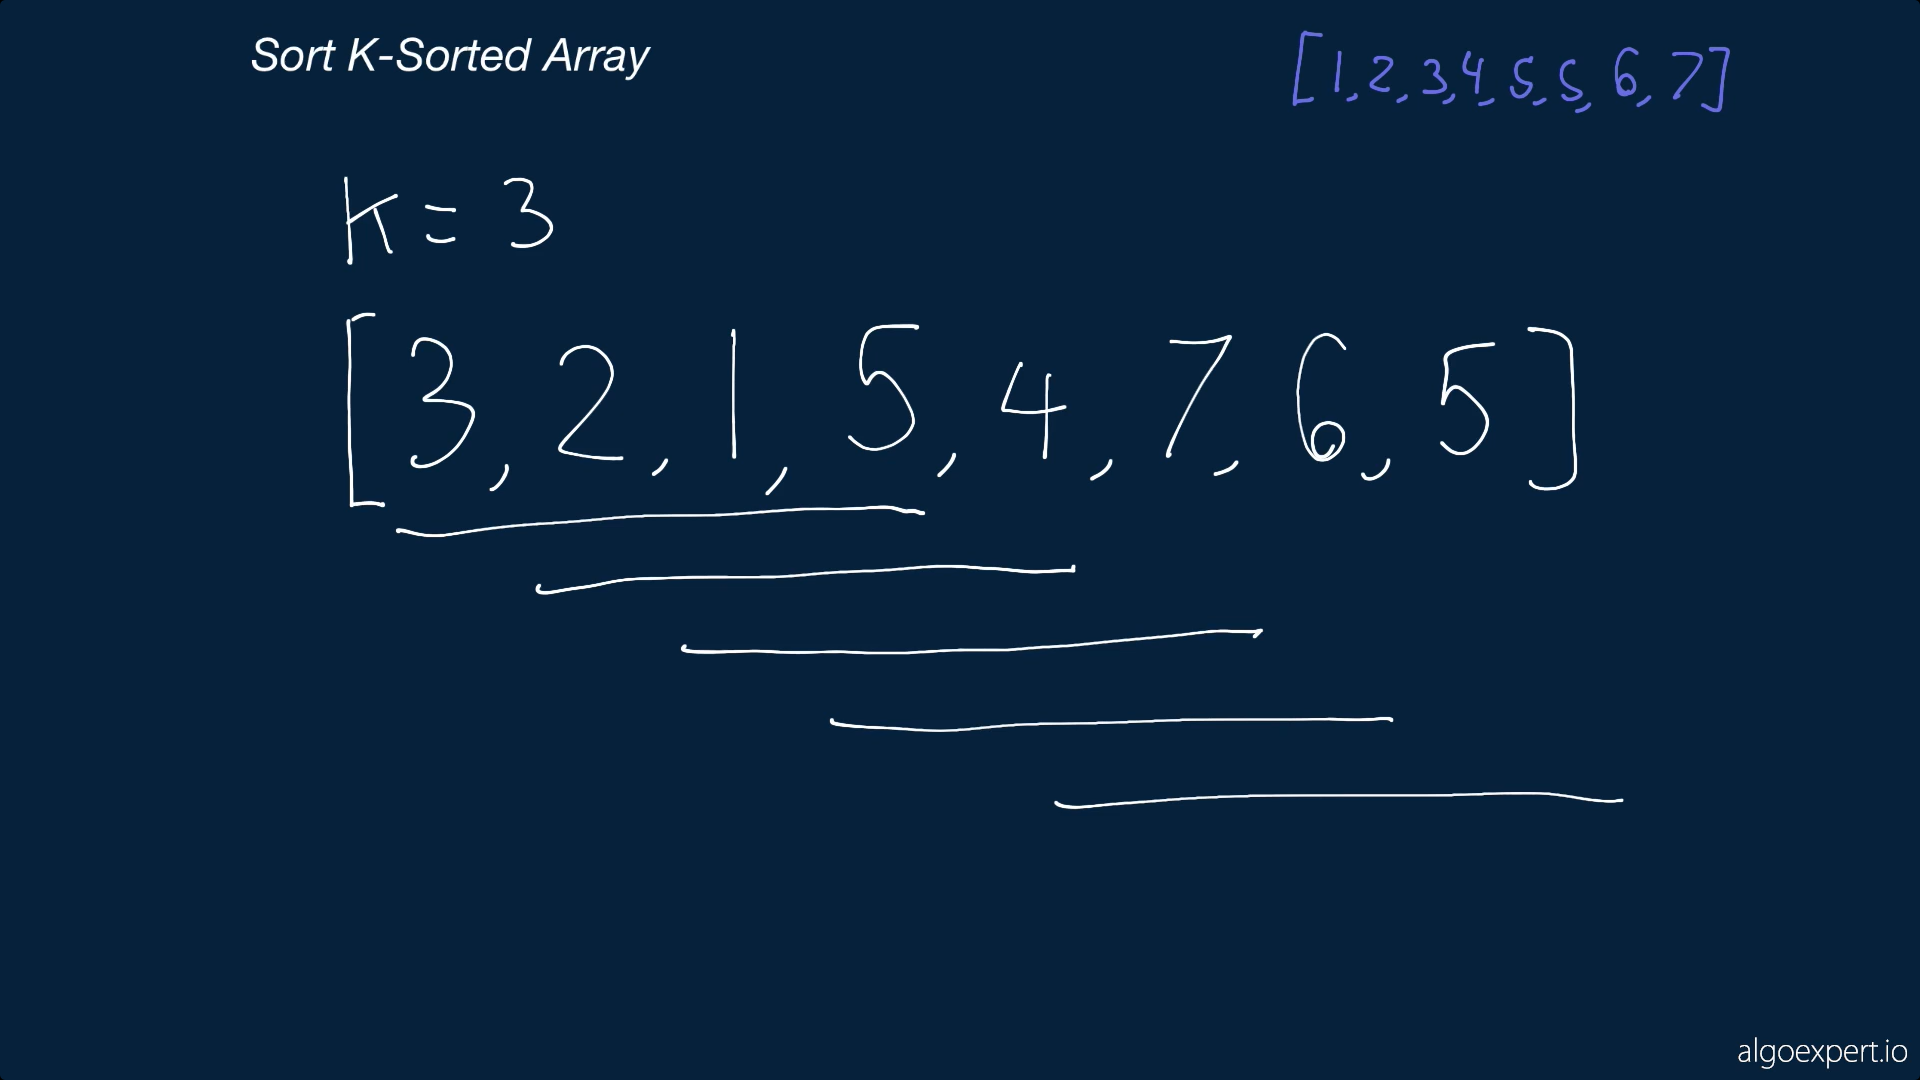 Sort K-Sorted Array
[1,2,3,4,5,5,6,7]
K=3
[3,2,1,5,4,7,6,5]
algoexpert.io